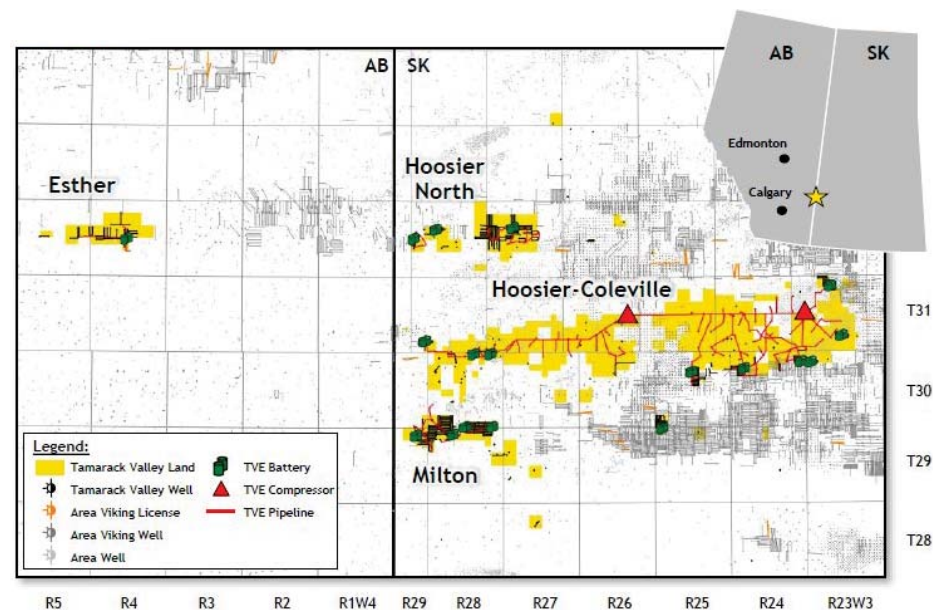 AB
SK
AB
SK
Edmonton
Calgary
Esther
Hoosier
North
Hoosier-Coleville
Milton
T31
T30
T29
T28
Legend:
Tamarack Valley Land
TVE Battery
Tamarack Valley Well
TVE Compressor
Area Viking License
TVE Pipeline
Area Viking Well
Area Well
R5
R4
R3
R2
R1W4
R29
R28
R27
R26
R25
R24
R23W3